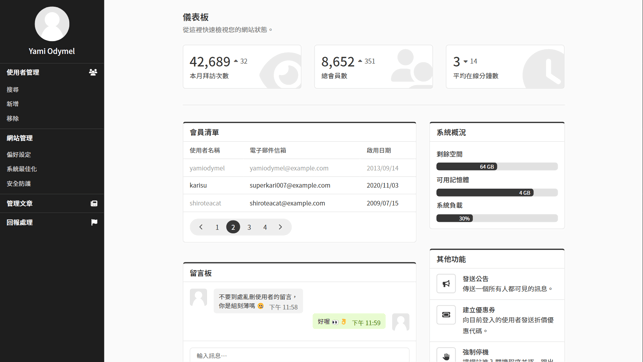 Yami Odymel
使用者管理
搜尋
新增
移除
網站管理
偏好設定
系統最佳化
安全防護
管理文章
回報處理
儀表板
從這裡快速檢視您的網站狀態。
42,689 32
本月拜訪次數
8,652 351
總會員數
3 14
平均在線分鐘數
會員清單
使用者名稱 電子郵件信箱 啟用日期
yamiodymel yamiodymel@example.com 2013/09/14
karisu superkari007@example.com 2020/11/03
shiroteacat shiroteacat@example.com 2009/07/15
1 2 3 4
留言板
不要到處亂刪使用者的留言，
你是組到薄嗎 下午 11:58
好喔 下午 11:59
輸入訊息…
系統概況
剩餘空間
64 GB
可用記憶體
4 GB
系統負載
30%
其他功能
發送公告
傳送一個所有人都可見的訊息。
建立優惠券
向目前登入的使用者發送折價優
惠代碼。
強制停機